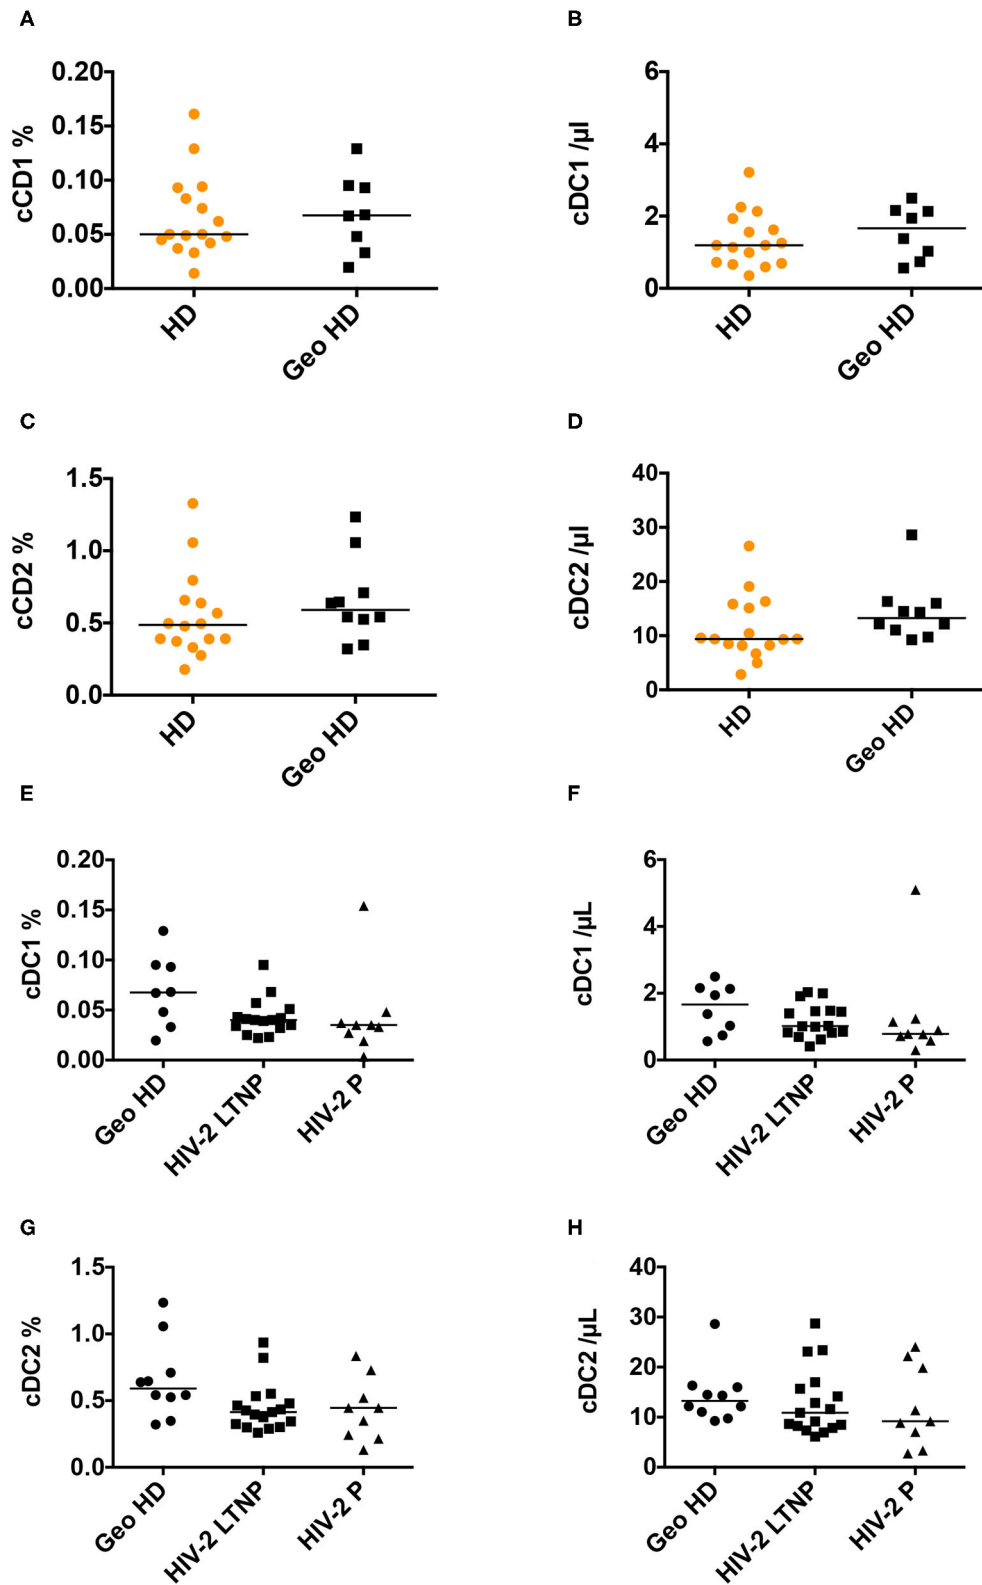 A
cCD1 %
0.20
0.15
0.10
0.05
0.00
HD
Geo HD
B
cDC1 /µl
6
4
2
0
HD
Geo HD
C
cCD2 %
1.5
1.0
0.5
0.0
HD
Geo HD
D
cDC2 /µl
40
30
20
10
0
HD
Geo HD
E
cDC1 %
0.20
0.15
0.10
0.05
0.00
Geo HD
HIV-2 LTNP
HIV-2 P
F
cDC1 /µL
6
4
2
0
Geo HD
HIV-2 LTNP
HIV-2 P
G
cDC2 %
1.5
1.0
0.5
0.0
Geo HD
HIV-2 LTNP
HIV-2 P
H
cDC2 /µL
40
30
20
10
0
Geo HD
HIV-2 LTNP
HIV-2 P